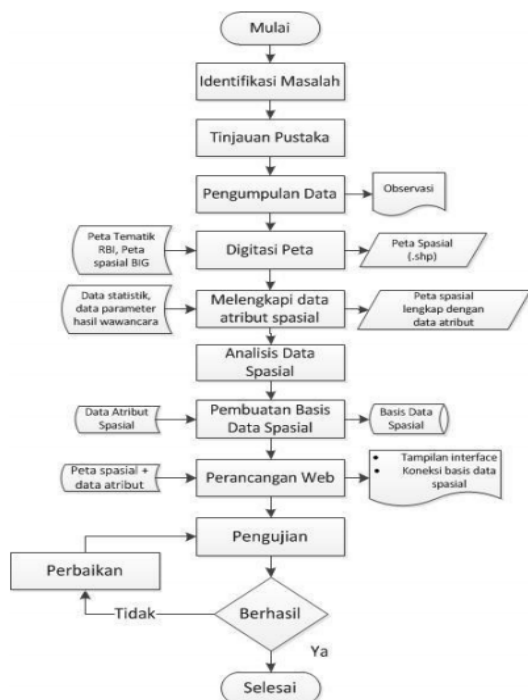 Mulai
Identifikasi Masalah
Tinjauan Pustaka
Pengumpulan Data
Observasi
Peta Tematik
RBI, Peta
spasial BIG
Digitasi Peta
Peta Spasial
(.shp)
Data statistik,
data parameter
hasil wawancara
Melengkapi data
atribut spasial
Peta spasial
lengkap dengan
data atribut
Analisis Data
Spasial
Data Atribut
Spasial
Pembuatan Basis
Data Spasial
Basis Data
Spasial
Peta spasial +
data atribut
Perancangan Web
• Tampilan interface
• Koneksi basis data
spasial
Pengujian
Perbaikan
Tidak
Berhasil
Ya
Selesai